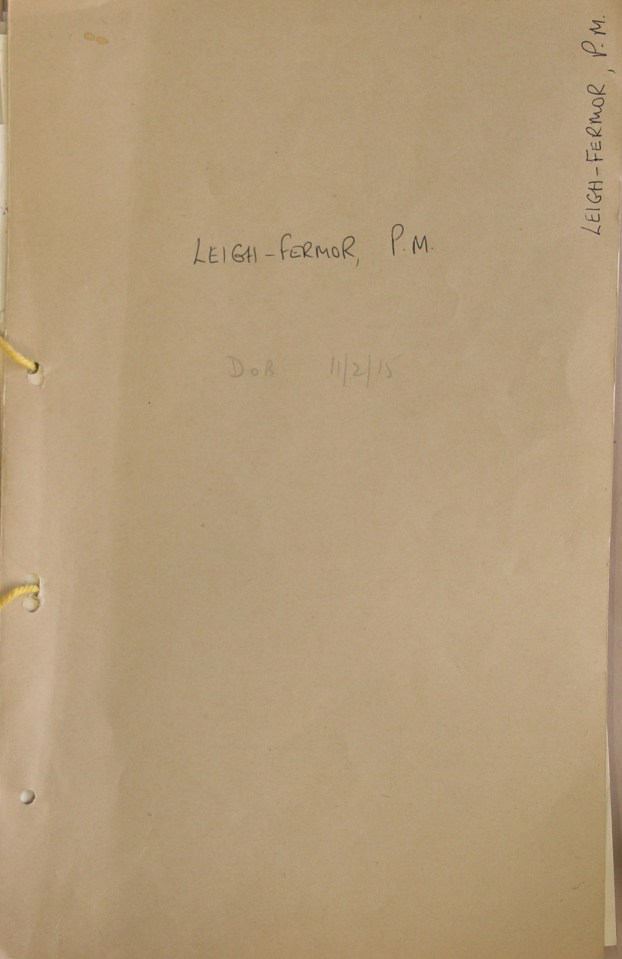 LEIGH-FERMOR, P.M.
LEIGH-FERMOR, P.M.
DOB 11/2/15